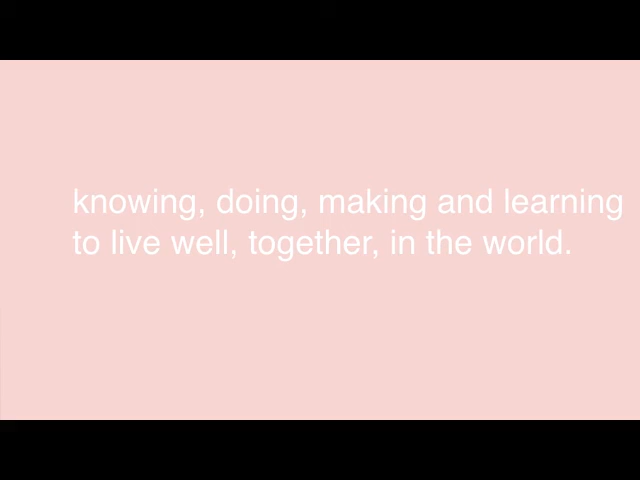 knowing, doing, making and learning
to live well, together, in the world.